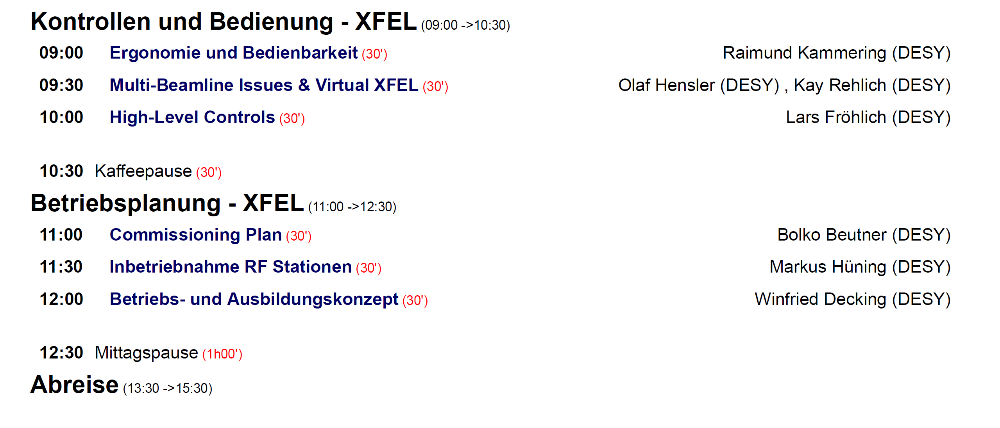 Kontrollen und Bedienung - XFEL (09:00 ->10:30)
09:00 Ergonomie und Bedienbarkeit (30') Raimund Kammering (DESY)
09:30 Multi-Beamline Issues & Virtual XFEL (30') Olaf Hensler (DESY) , Kay Rehlich (DESY)
10:00 High-Level Controls (30') Lars Fröhlich (DESY)
10:30 Kaffeepause (30')
Betriebsplanung - XFEL (11:00 ->12:30)
11:00 Commissioning Plan (30') Bolko Beutner (DESY)
11:30 Inbetriebnahme RF Stationen (30') Markus Hüning (DESY)
12:00 Betriebs- und Ausbildungskonzept (30') Winfried Decking (DESY)
12:30 Mittagspause (1h00')
Abreise (13:30 ->15:30)